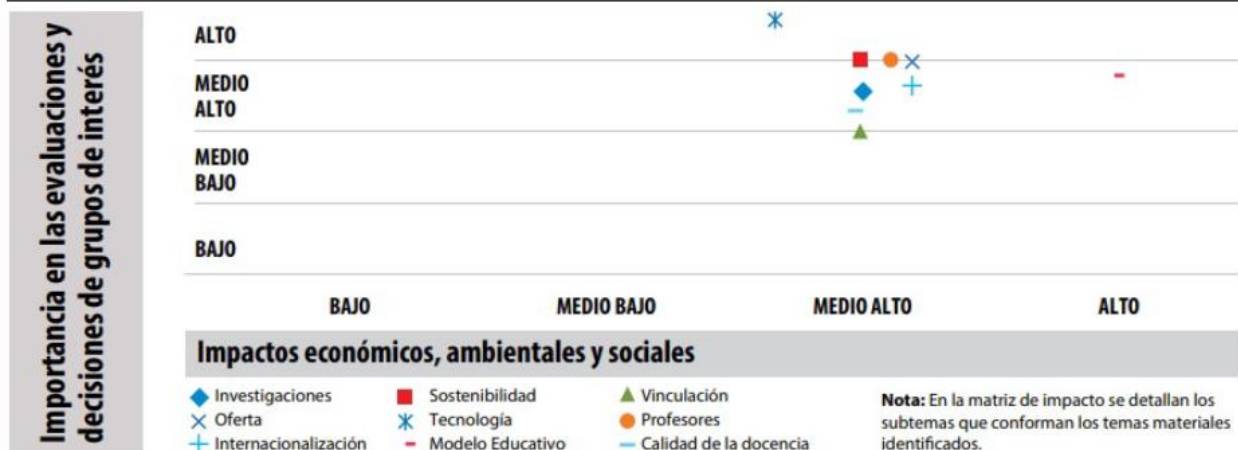 Importancia en las evaluaciones y
decisiones de grupos de interés
ALTO
MEDIO
ALTO
MEDIO
BAJO
BAJO
BAJO
MEDIO BAJO
MEDIO ALTO
ALTO
Impactos económicos, ambientales y sociales
Investigaciones
Sostenibilidad
Vinculación
Oferta
Tecnología
Profesores
Internacionalización
Modelo Educativo
Calidad de la docencia
Nota: En la matriz de impacto se detallan los
subtemas que conforman los temas materiales
identificados.